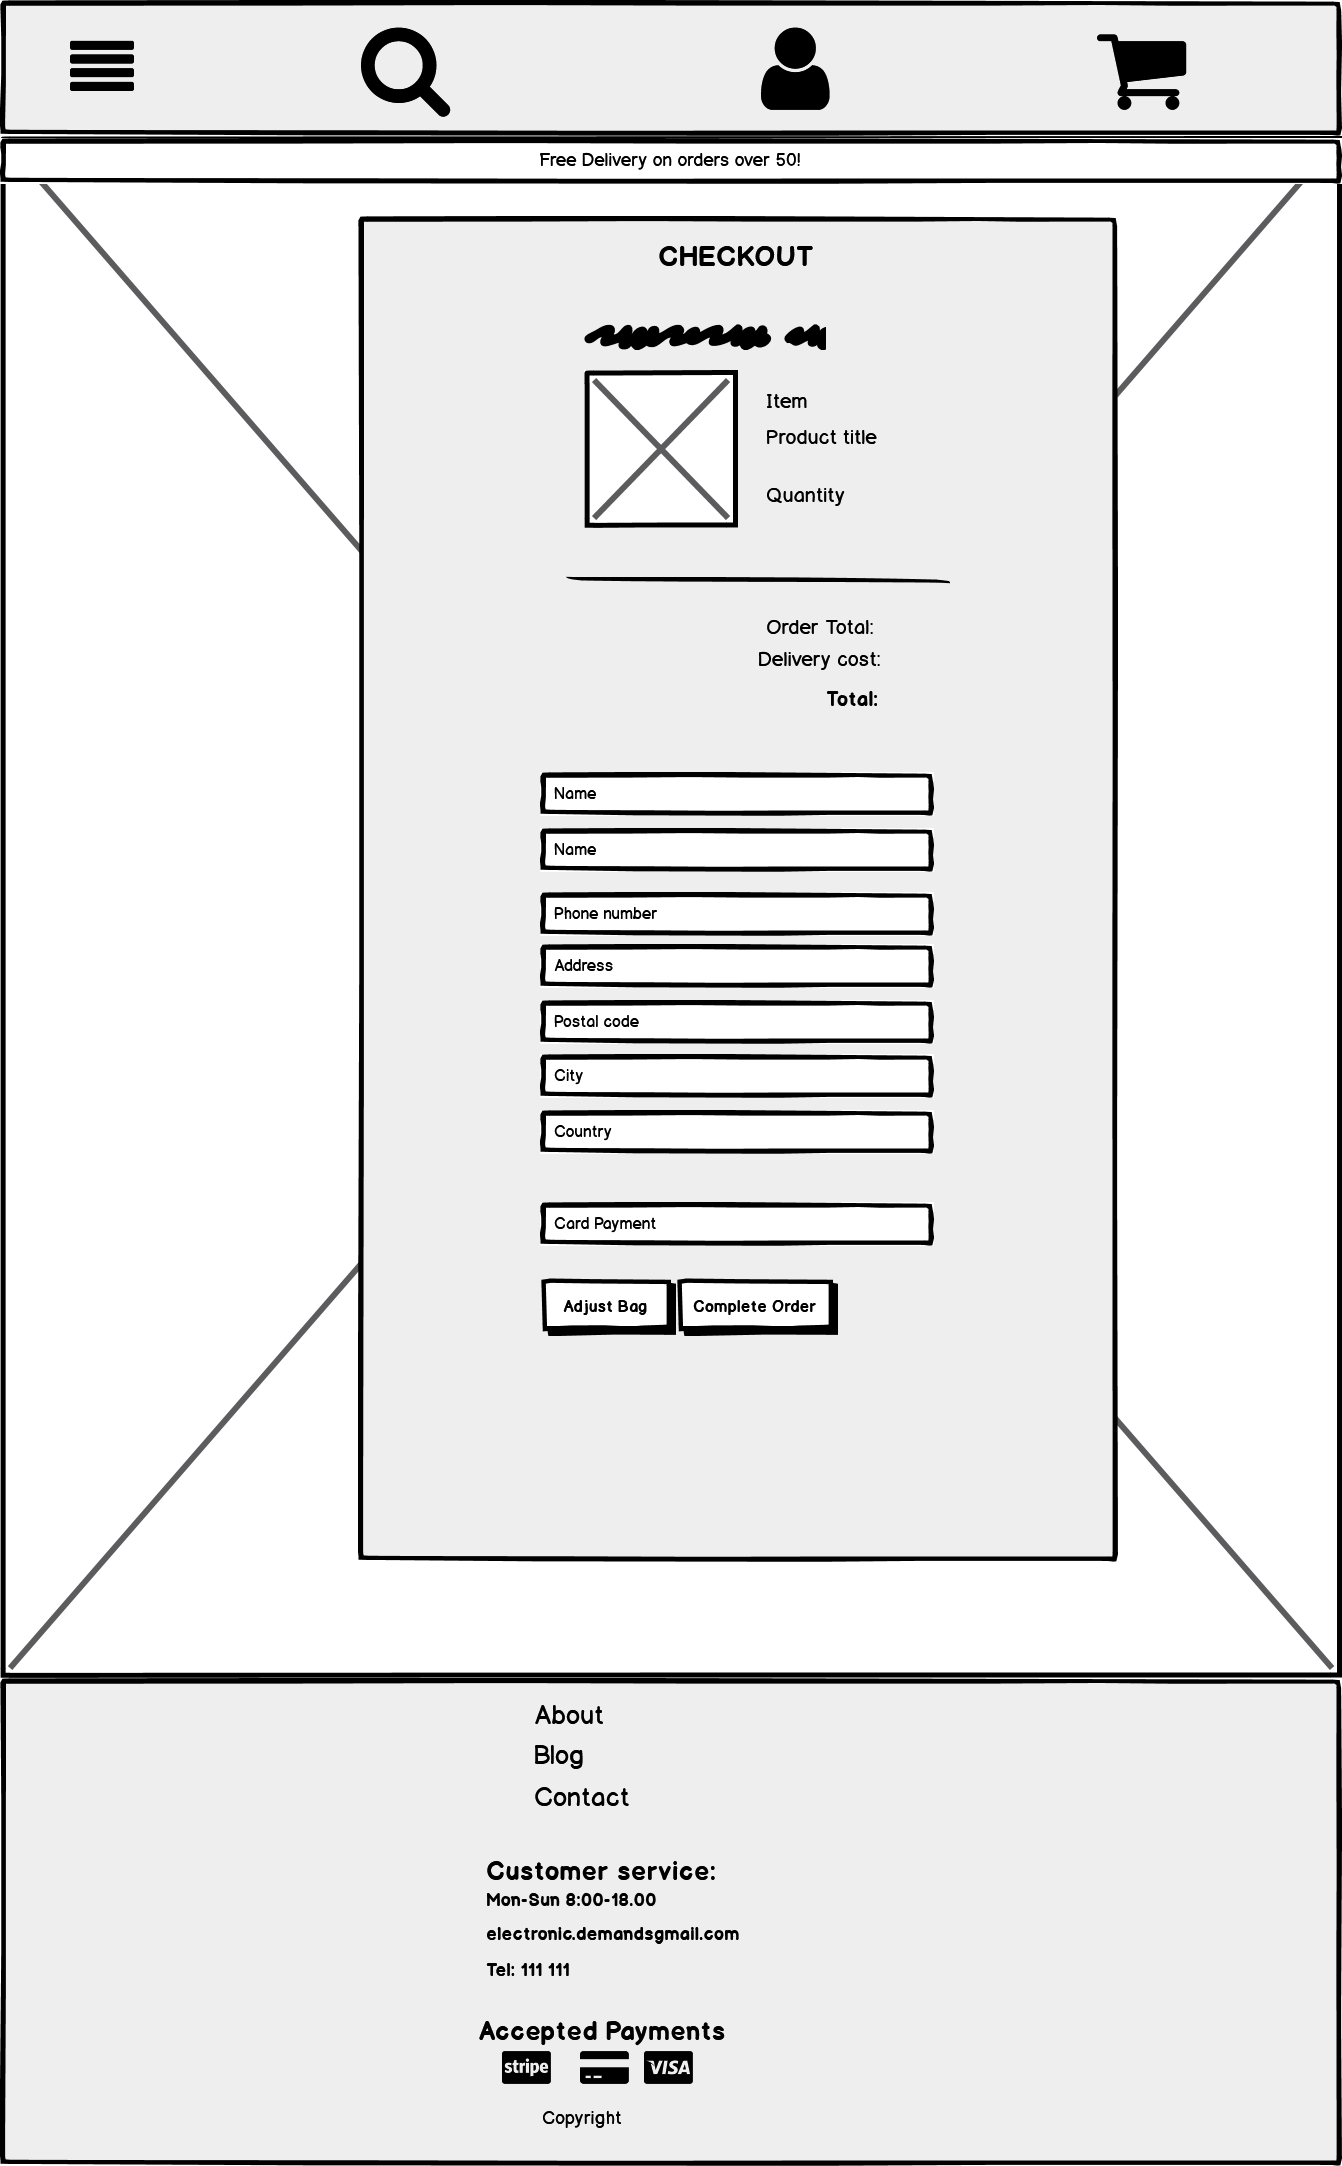 Free Delivery on orders over 50!
CHECKOUT
Item
Product title
Quantity
Order Total:
Delivery cost:
Total:
Name
Name
Phone number
Address
Postal code
City
Country
Card Payment
Adjust Bag
Complete Order
About
Blog
Contact
Customer service:
Mon-Sun 8:00-18.00
electronic.demandsgmail.com
Tel: 111 111
Accepted Payments
stripe
VISA
Copyright